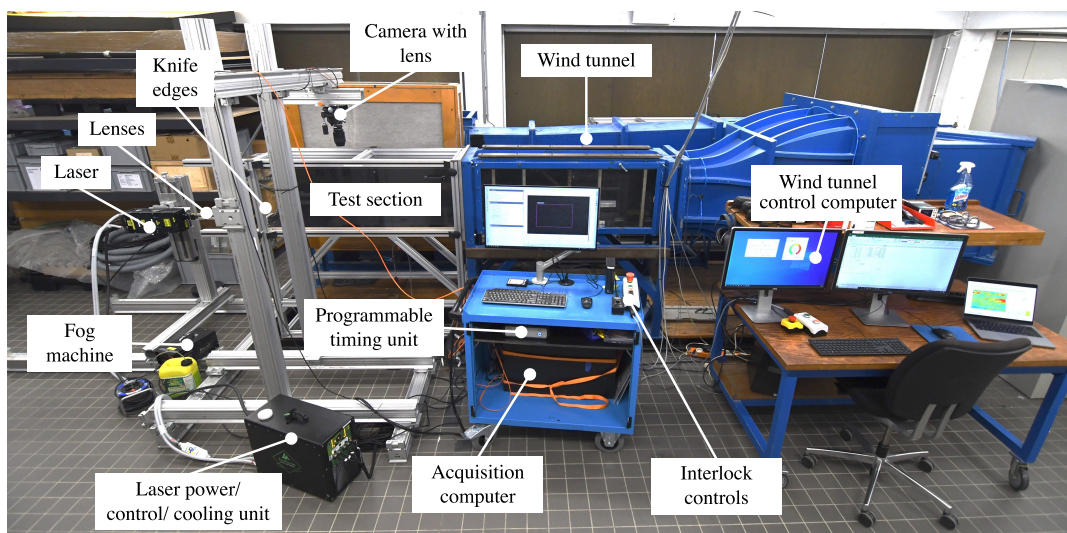 Camera with
lens
Knife
edges
Wind tunnel
Lenses
Laser
Test section
Wind tunnel
control computer
Programmable
timing unit
Fog
machine
Acquisition
computer
Interlock
controls
Laser power/
control/ cooling unit